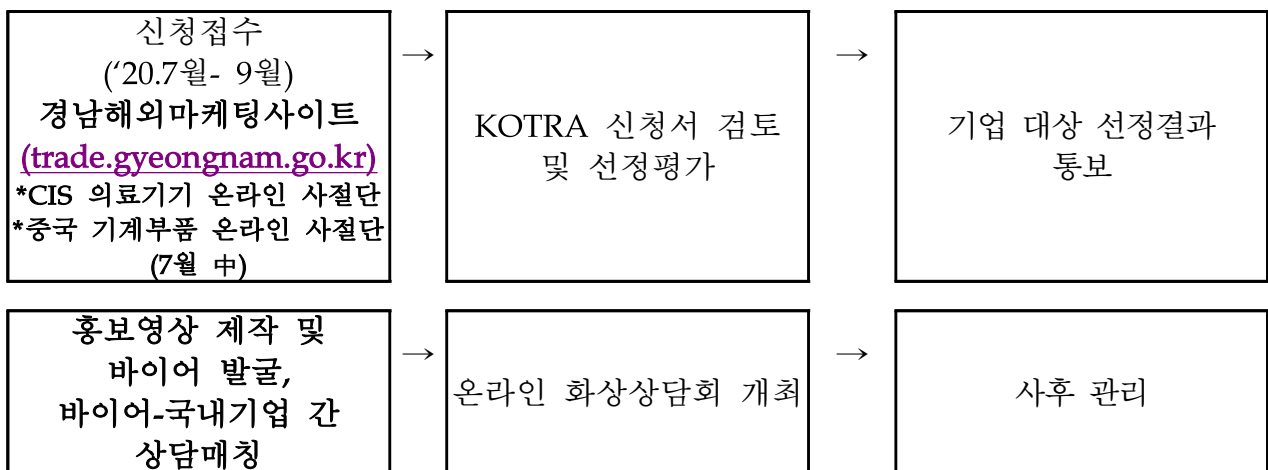 신청접수
(‘20.7월- 9월)
경남해외마케팅사이트
(trade.gyeongnam.go.kr)
*CIS 의료기기 온라인 사절단
*중국 기계부품 온라인 사절단
(7월 中)
→
KOTRA 신청서 검토
및 선정평가
→
기업 대상 선정결과
통보
홍보영상 제작 및
바이어 발굴,
바이어-국내기업 간
상담매칭
→
온라인 화상상담회 개최
→
사후 관리